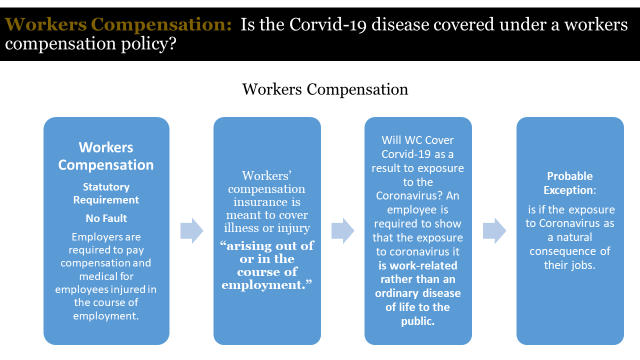 Workers Compensation: Is the Corvid-19 disease covered under a workers
compensation policy?
Workers Compensation
Workers
Compensation
Statutory
Requirement
No Fault
Employers are
required to pay
compensation and
medical for
employees injured in
the course of
employment.
Workers'
compensation
insurance is
meant to cover
illness or injury
“arising out of
or in the
course of
employment.”
Will WC Cover
Corvid-19 as a
result to exposure
to the
Coronavirus? An
employee is
required to show
that the exposure
to coronavirus it
is work-related
rather than an
ordinary disease
of life to the
public.
Probable
Exception:
is if the exposure
to Coronavirus as
a natural
consequence of
their jobs.